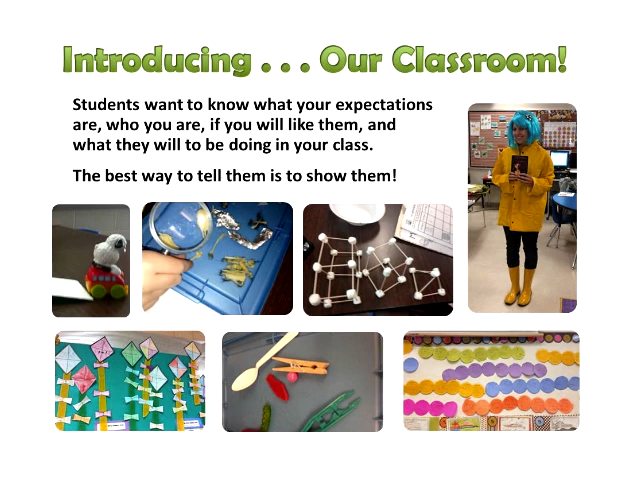 Introducing . . . Our Classroom!
Students want to know what your expectations
are, who you are, if you will like them, and
what they will to be doing in your class.
The best way to tell them is to show them!